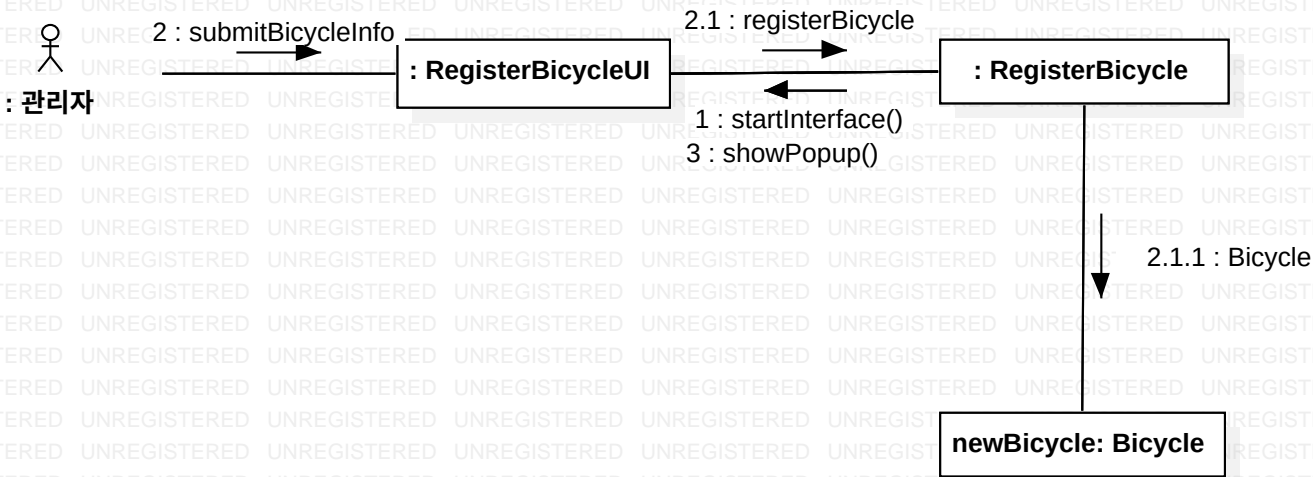 2 : submitBicycleInfo
2.1 : registerBicycle
: RegisterBicycleUI
: RegisterBicycle
: 관리자
1 : startInterface()
3 : showPopup()
2.1.1 : Bicycle
newBicycle: Bicycle
UNREGISTERED